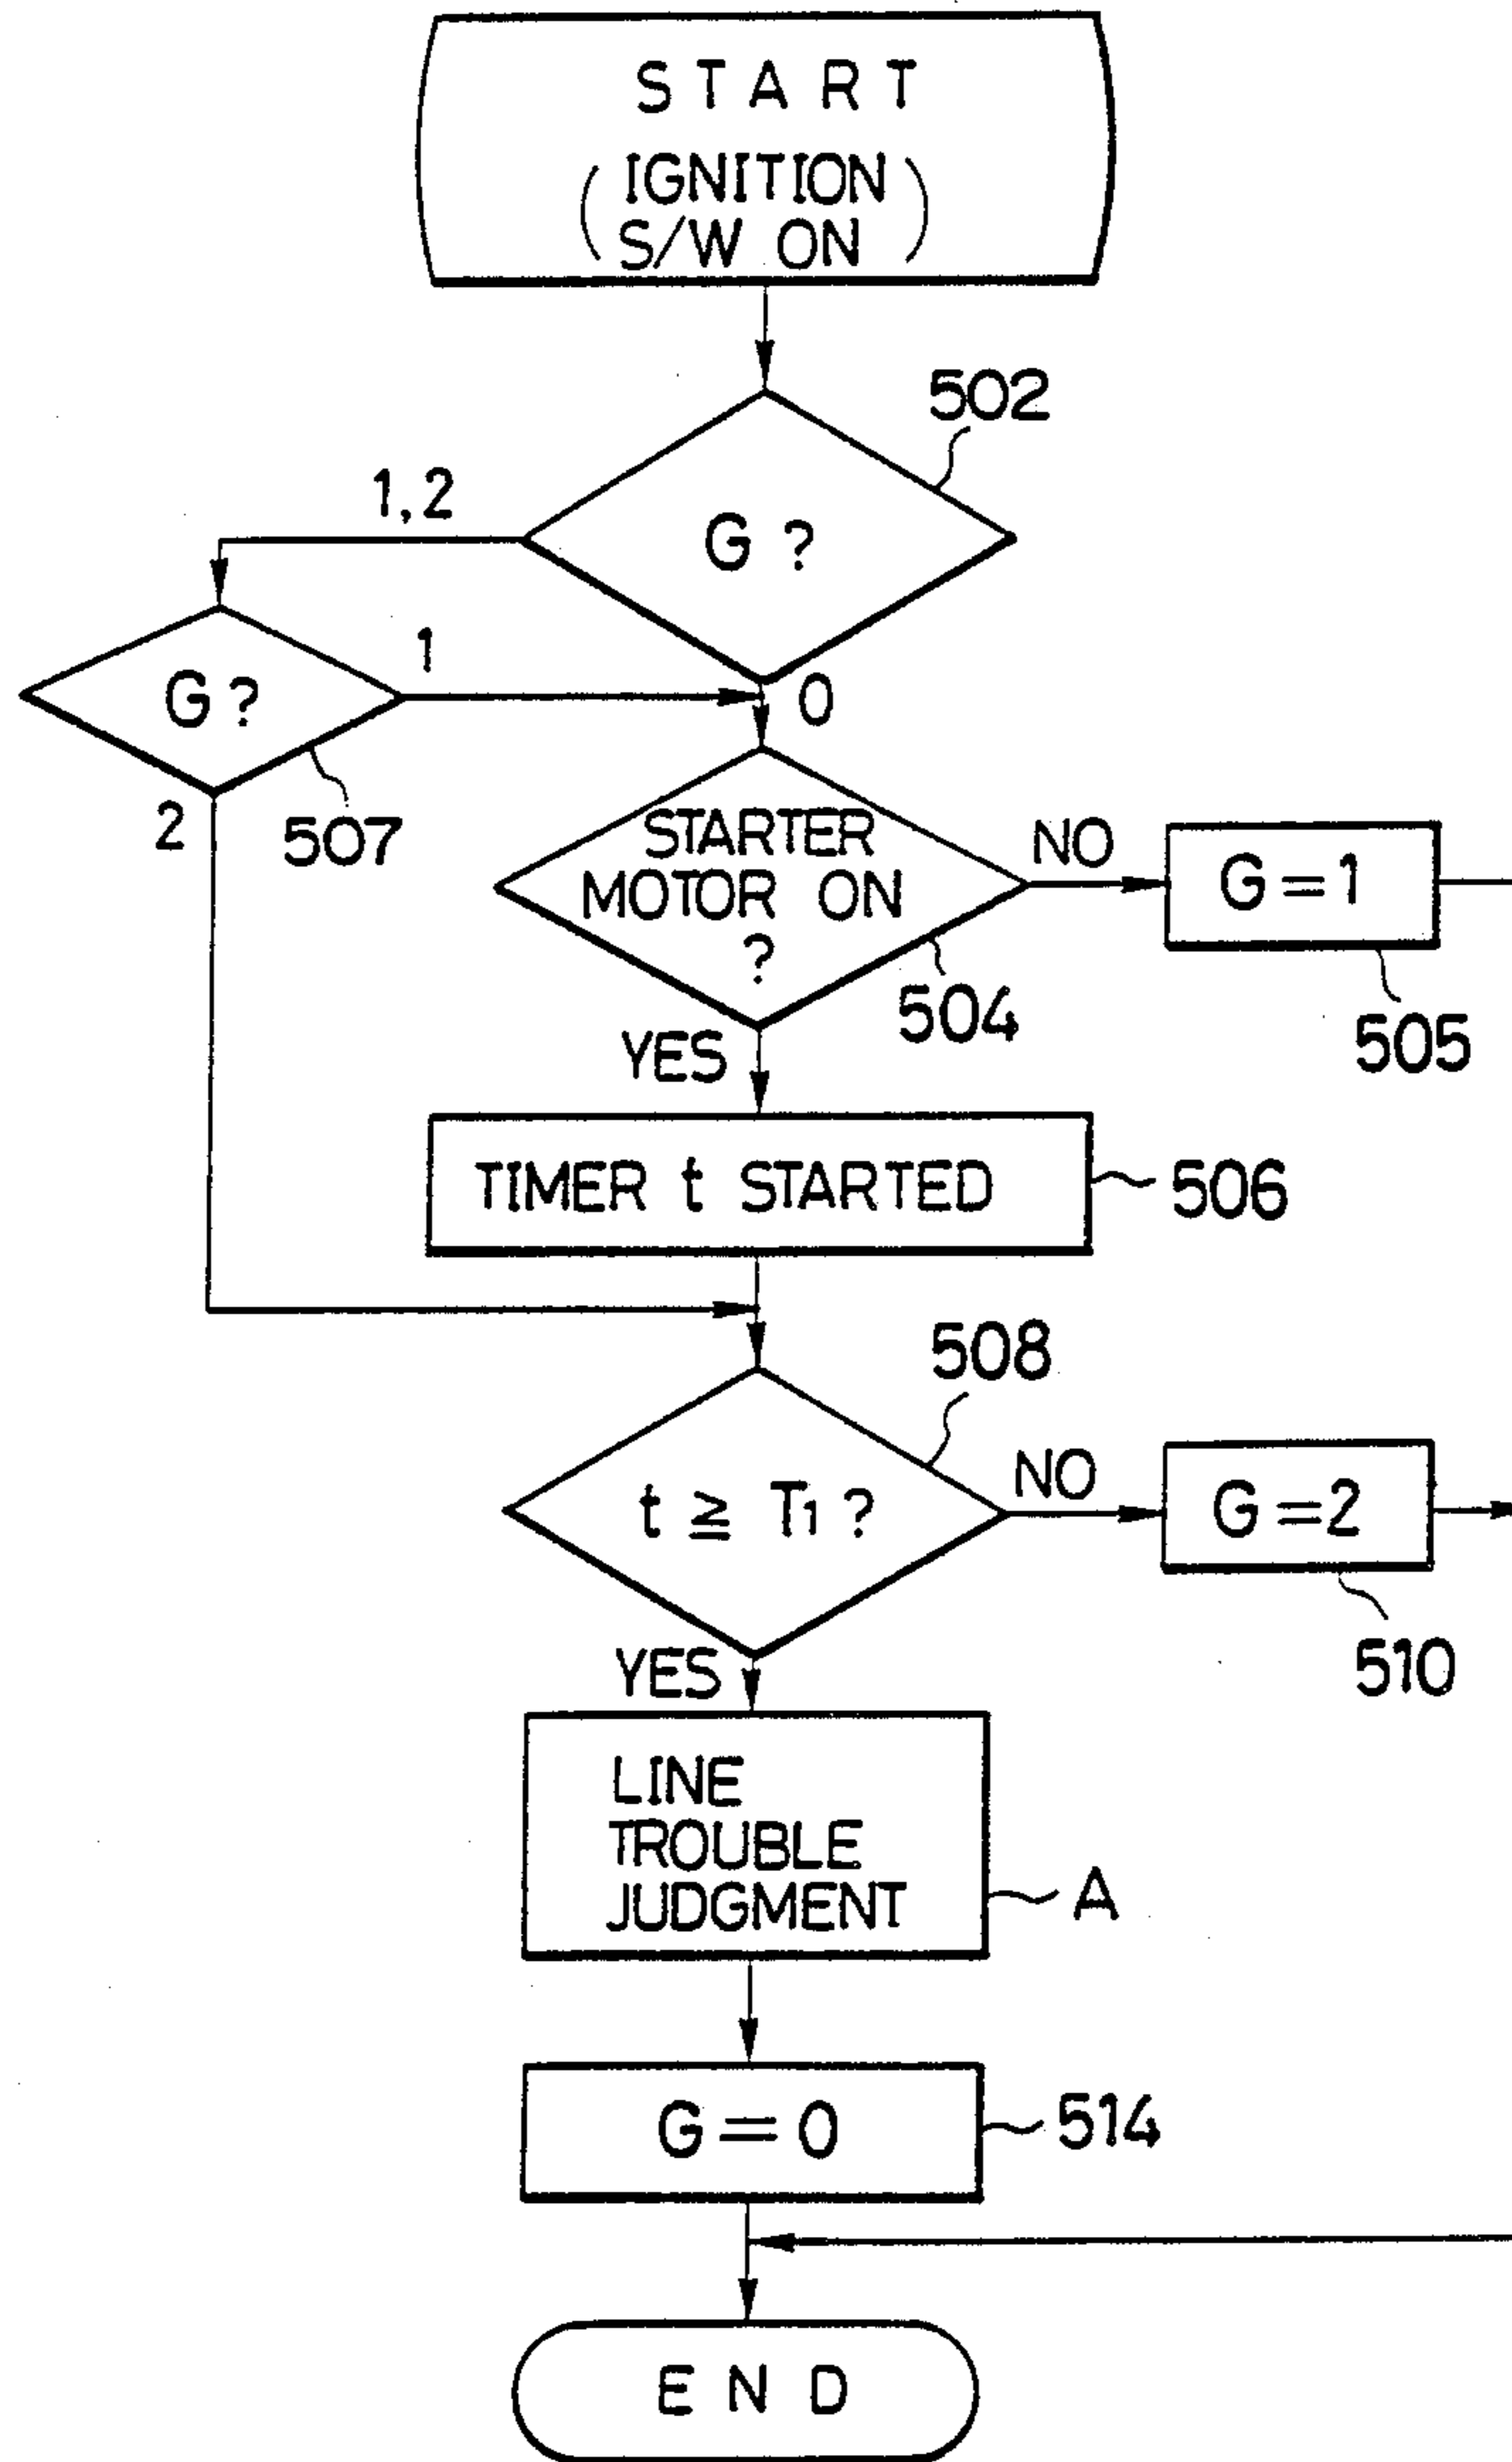 START
( IGNITION
S/W ON )
502
1,2
G ?
1
G ?
0
2
507
STARTER
MOTOR ON
?
NO
G = 1
504
505
YES
TIMER t STARTED
506
508
t ≧ T1 ?
NO
G = 2
510
YES
LINE
TROUBLE
JUDGMENT
A
G = 0
514
END